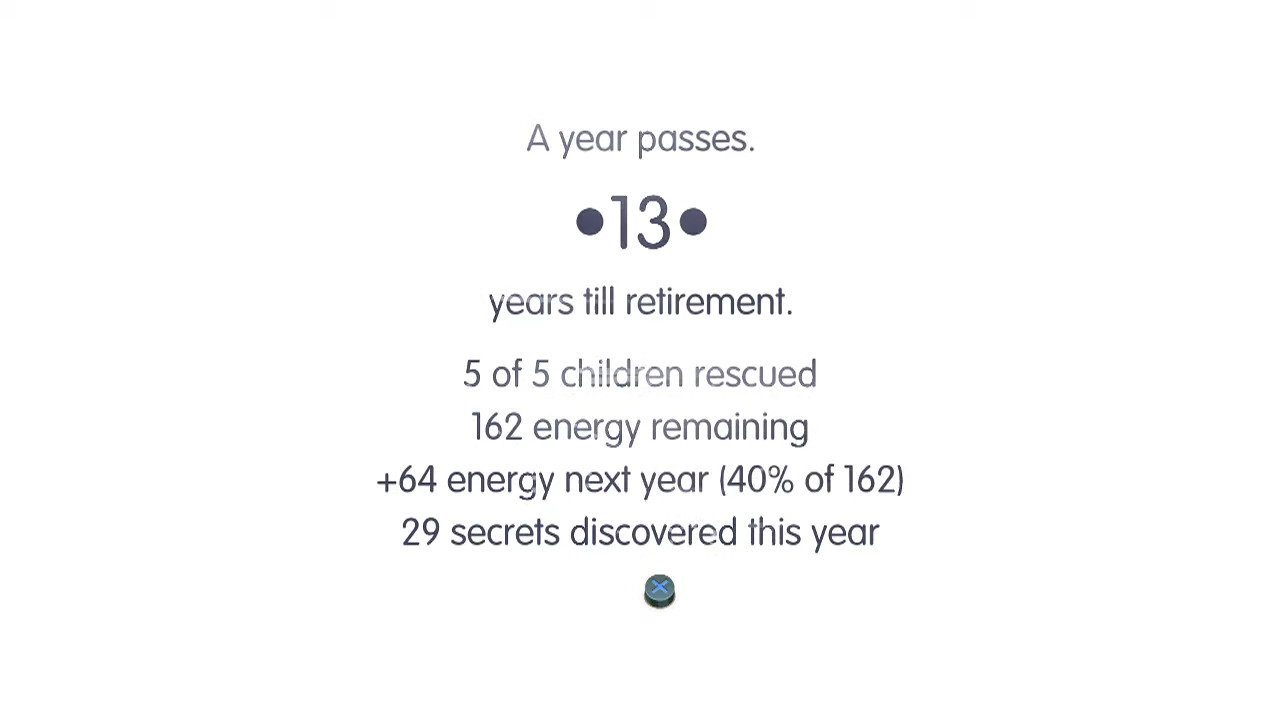 A year passes.
•13•
years till retirement.
5 of 5 children rescued
162 energy remaining
+64 energy next year (40% of 162)
29 secrets discovered this year